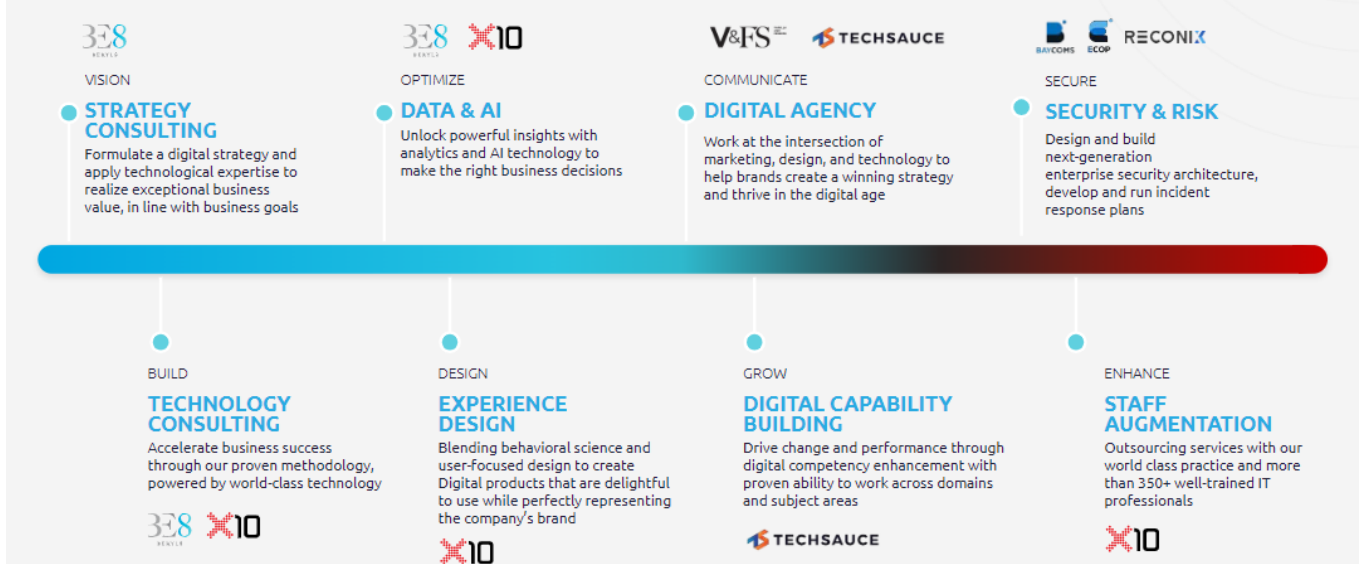 BE8
BERYL8
BE8
BERYL8
X10
V&FS
TECHSAUCE
BAYCOMS
ECOP
RECONIX
VISION
STRATEGY
CONSULTING
Formulate a digital strategy and
apply technological expertise to
realize exceptional business
value, in line with business goals
OPTIMIZE
DATA & AI
Unlock powerful insights with
analytics and AI technology to
make the right business decisions
COMMUNICATE
DIGITAL AGENCY
Work at the intersection of
marketing, design, and technology to
help brands create a winning strategy
and thrive in the digital age
SECURE
SECURITY & RISK
Design and build
next-generation
enterprise security architecture,
develop and run incident
response plans
BUILD
TECHNOLOGY
CONSULTING
Accelerate business success
through our proven methodology,
powered by world-class technology
BE8
BERYL8
X10
DESIGN
EXPERIENCE
DESIGN
Blending behavioral science and
user-focused design to create
Digital products that are delightful
to use while perfectly representing
the company's brand
X10
GROW
DIGITAL CAPABILITY
BUILDING
Drive change and performance through
digital competency enhancement with
proven ability to work across domains
and subject areas
TECHSAUCE
ENHANCE
STAFF
AUGMENTATION
Outsourcing services with our
world class practice and more
than 350+ well-trained IT
professionals
X10